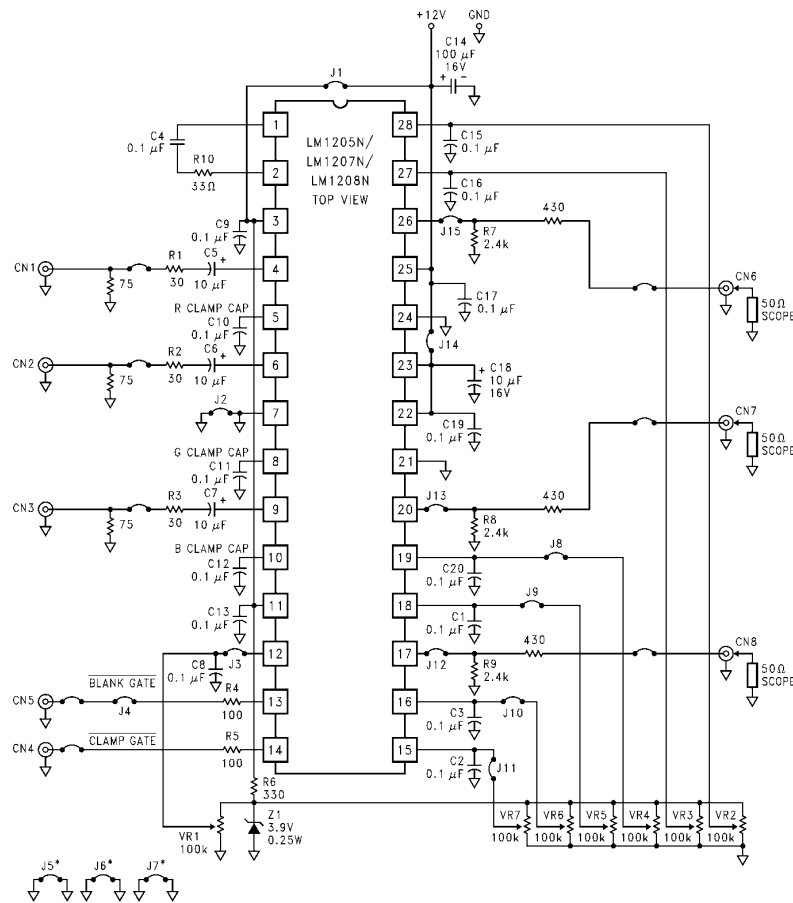 +12V
GND
C14
100 μF
16V
+
−
J1
1
2
3
4
5
6
7
8
9
10
11
12
13
14
28
27
26
25
24
23
22
21
20
19
18
17
16
15
LM1205N/
LM1207N/
LM1208N
TOP VIEW
C4
0.1 μF
R10
33Ω
C9
0.1 μF
CN1
75
R1
30
C5
+
10 μF
R CLAMP CAP
C10
0.1 μF
CN2
75
R2
30
C6
+
10 μF
J2
G CLAMP CAP
C11
0.1 μF
CN3
75
R3
30
C7
+
10 μF
B CLAMP CAP
C12
0.1 μF
C13
0.1 μF
C8
0.1 μF
J3
BLANK GATE
CN5
J4
R4
100
CLAMP GATE
CN4
R5
100
R6
330
Z1
3.9V
0.25W
VR1
100k
C15
0.1 μF
C16
0.1 μF
J15
R7
2.4k
430
CN6
50Ω
SCOPE
C17
0.1 μF
J14
+
C18
10 μF
16V
C19
0.1 μF
CN7
50Ω
SCOPE
J13
R8
2.4k
430
C20
0.1 μF
J8
C1
0.1 μF
J9
J12
R9
2.4k
430
CN8
50Ω
SCOPE
C3
0.1 μF
J10
C2
0.1 μF
J11
VR7
100k
VR6
100k
VR5
100k
VR4
100k
VR3
100k
VR2
100k
J5*
J6*
J7*